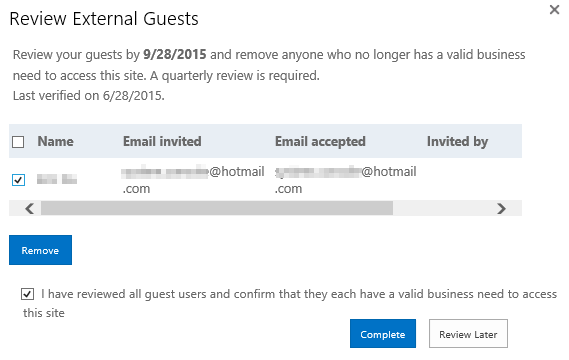 Review External Guests
Review your guests by 9/28/2015 and remove anyone who no longer has a valid business
need to access this site. A quarterly review is required.
Last verified on 6/28/2015.
Name Email invited Email accepted Invited by
@hotmail @hotmail
.com .com
Remove
I have reviewed all guest users and confirm that they each have a valid business need to access
this site
Complete Review Later